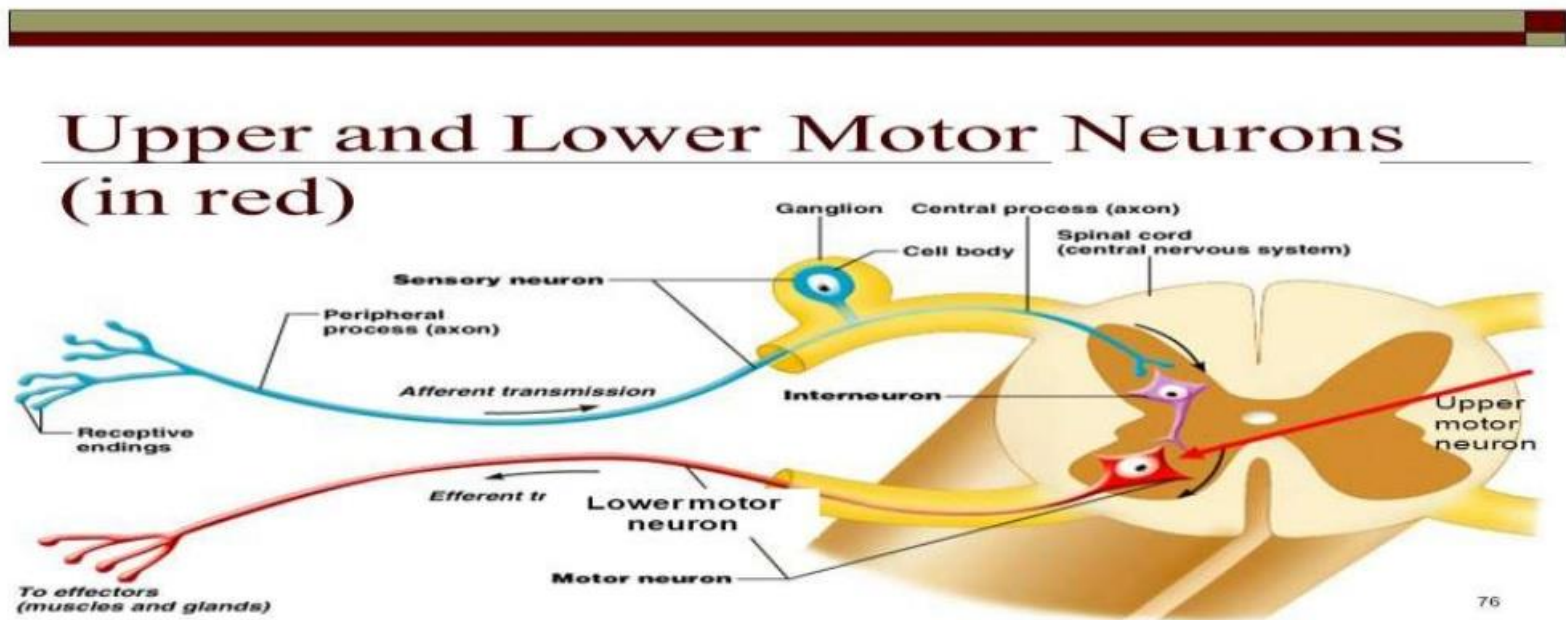 Upper and Lower Motor Neurons
(in red)
Ganglion
Central process (axon)
Cell body
Spinal cord
(central nervous system)
Sensory neuron
Peripheral
process (axon)
Afferent transmission
Interneuron
Upper
motor
neuron
Receptive
endings
Efferent tr
Lower motor
neuron
Motor neuron
To effectors
(muscles and glands)
76